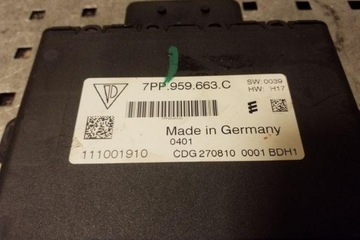 7PP.959.663.C
SW: 0039
HW: H17
Made in Germany
0401
111001910
CDG 270810 0001 BDH1